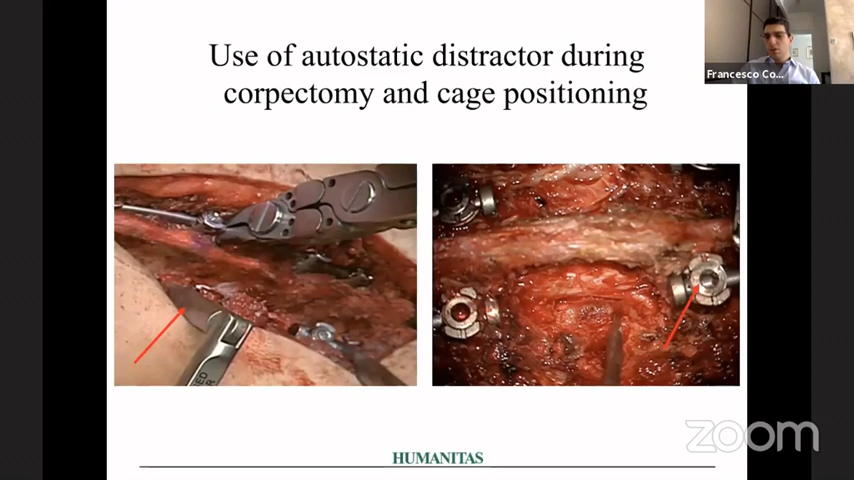 Use of autostatic distractor during
corpectomy and cage positioning
Francesco Co...
HUMANITAS
zoom